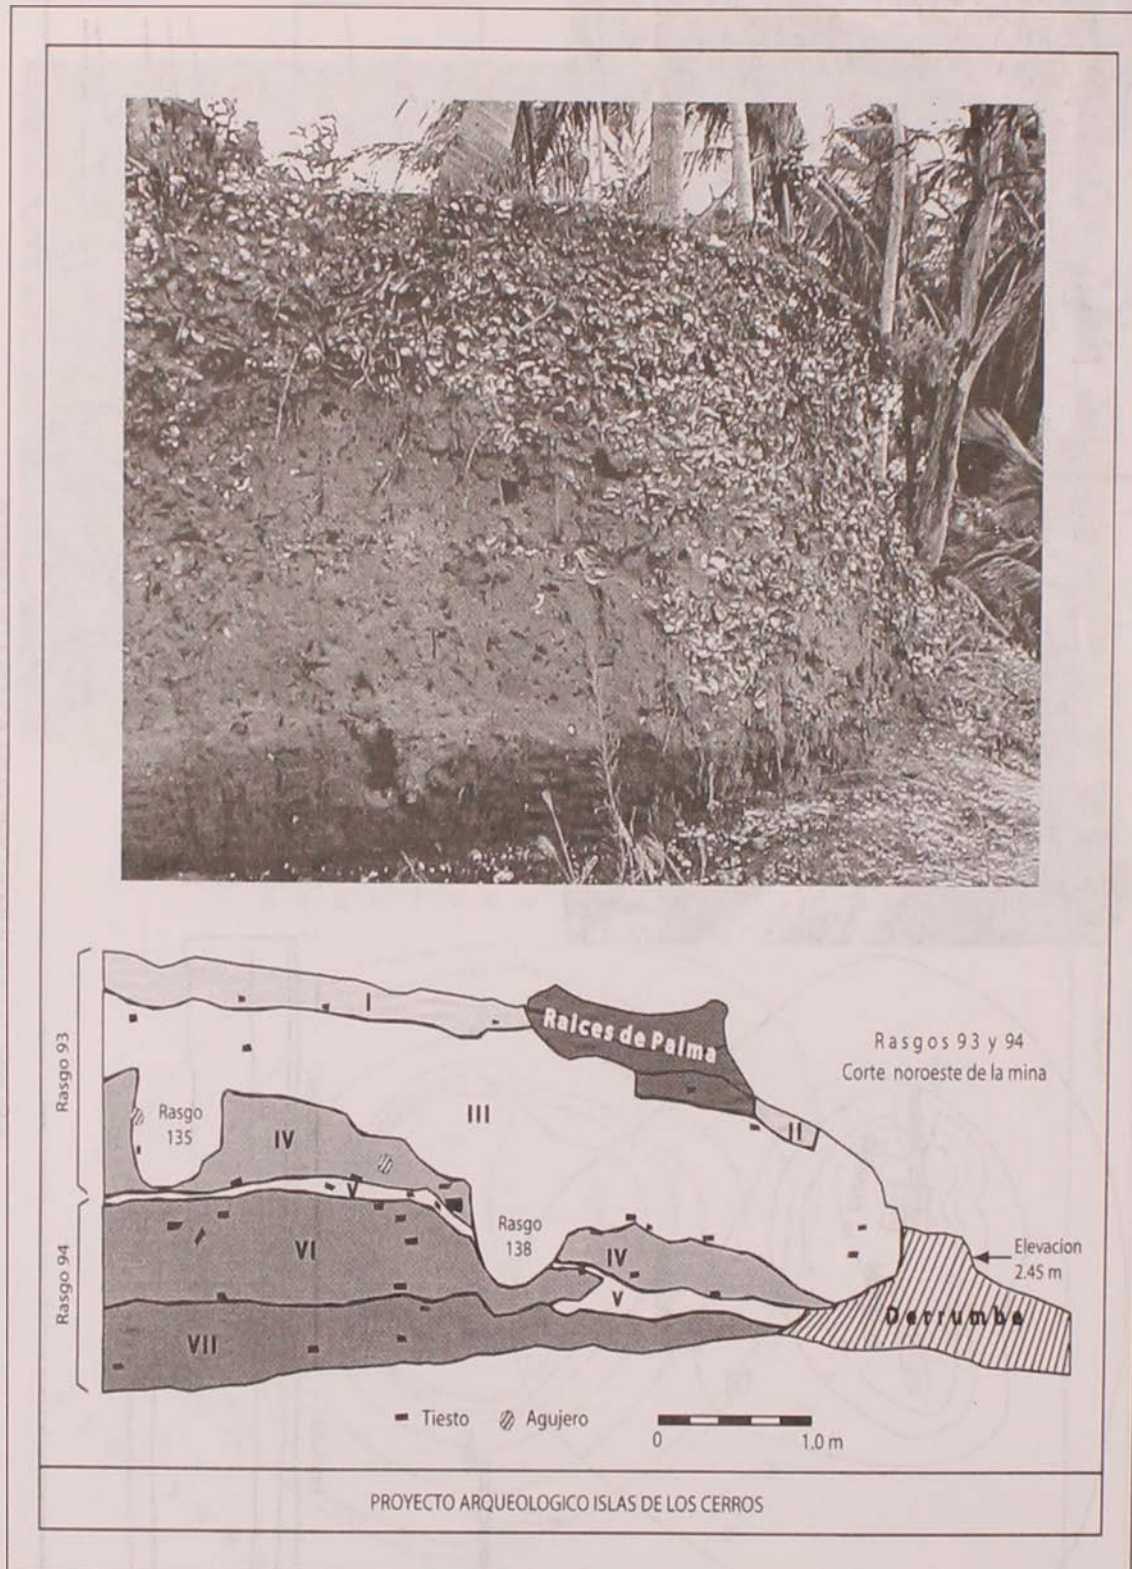 I
Raíces de Palma
Rasgos 93 y 94
Corte noroeste de la mina
Rasgo 93
Rasgo
135
IV
III
II
V
Rasgo 94
VI
Rasgo
138
IV
V
Elevacion
2.45 m
Derrumbe
VII
Tiesto
Agujero
0
1.0 m
PROYECTO ARQUEOLOGICO ISLAS DE LOS CERROS